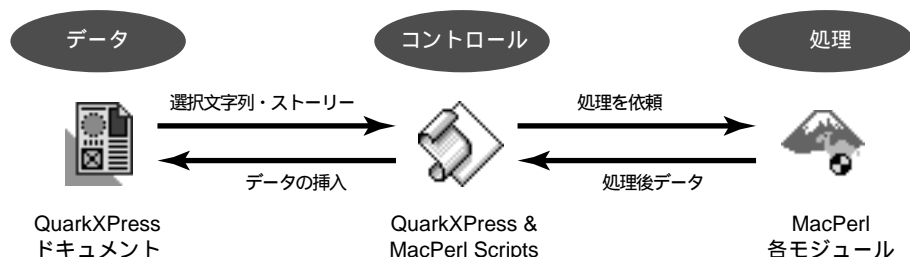 データ
コントロール
処理
選択文字列・ストーリー
処理を依頼
データの挿入
処理後データ
QuarkXPress
ドキュメント
QuarkXPress &
MacPerl Scripts
MacPerl
各モジュール